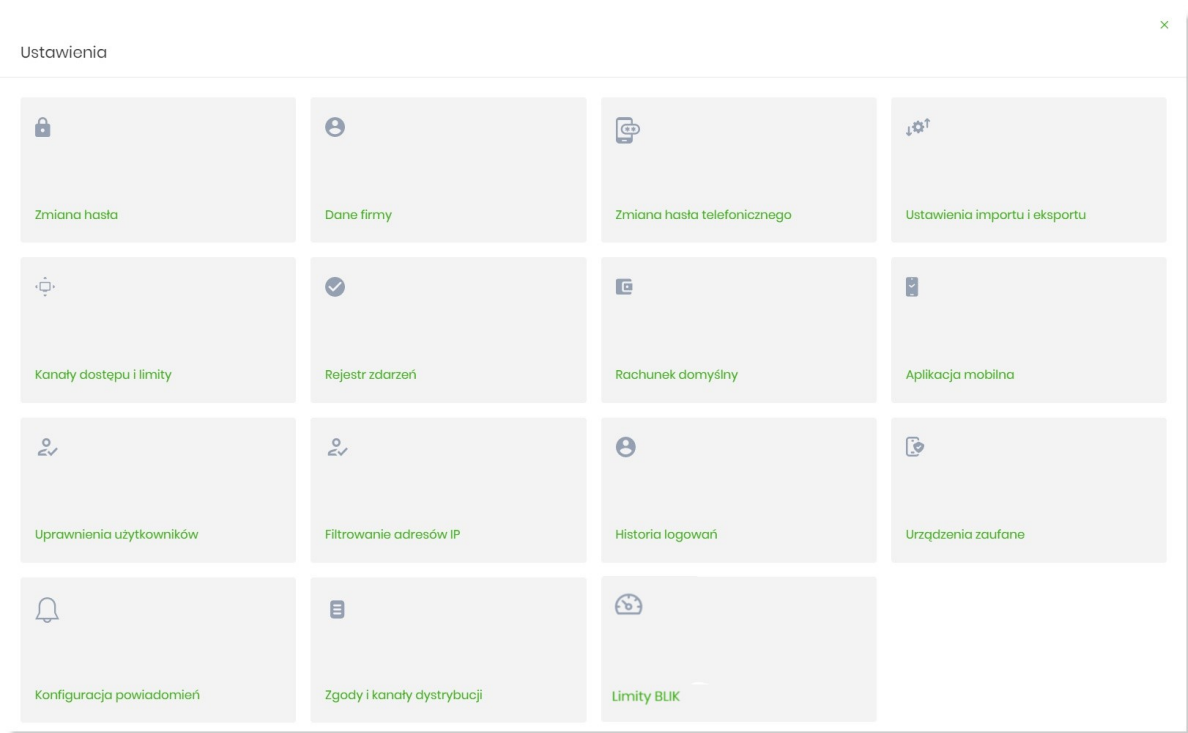 Ustawienia
Zmiana hasła
Dane firmy
Zmiana hasła telefonicznego
Ustawienia importu i eksportu
Kanały dostępu i limity
Rejestr zdarzeń
Rachunek domyślny
Aplikacja mobilna
Uprawnienia użytkowników
Filtrowanie adresów IP
Historia logowań
Urządzenia zaufane
Konfiguracja powiadomień
Zgody i kanały dystrybucji
Limity BLIK